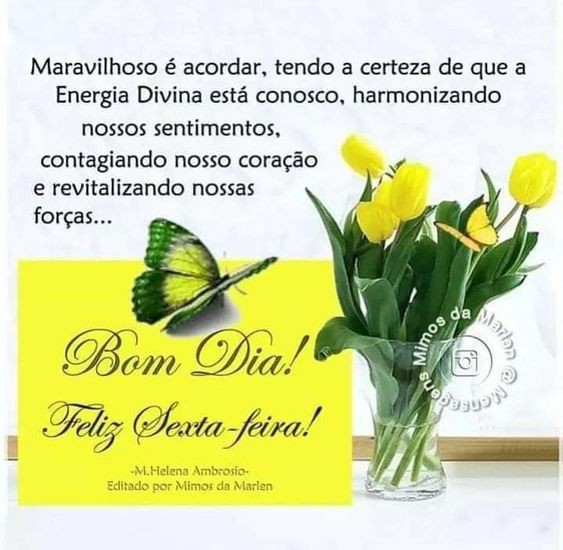 Maravilhoso é acordar, tendo a certeza de que a
Energia Divina está conosco, harmonizando
nossos sentimentos,
contagiando nosso coração
e revitalizando nossas
forças...
Bom Dia!
Feliz Sexta-feira!
-M.Helena Ambrosio-
Editado por Mimos da Marlen
Mimos da Marlen @ Mensagens